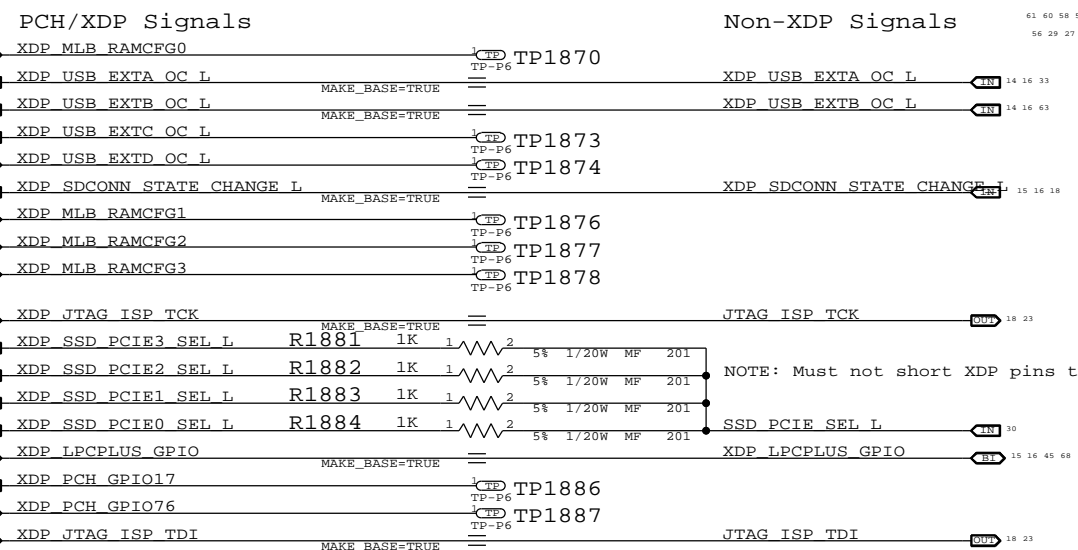 PCH/XDP Signals Non-XDP Signals 61 60 58 5
56 29 27
XDP_MLB_RAMCFG0 1 TP TP-P6 TP1870
XDP_USB_EXTA_OC_L MAKE_BASE=TRUE XDP_USB_EXTA_OC_L IN 14 16 33
XDP_USB_EXTB_OC_L MAKE_BASE=TRUE XDP_USB_EXTB_OC_L IN 14 16 63
XDP_USB_EXTC_OC_L 1 TP TP-P6 TP1873
XDP_USB_EXTD_OC_L 1 TP TP-P6 TP1874
XDP_SDCONN_STATE_CHANGE_L MAKE_BASE=TRUE XDP_SDCONN_STATE_CHANGE_L IN 15 16 18
XDP_MLB_RAMCFG1 1 TP TP-P6 TP1876
XDP_MLB_RAMCFG2 1 TP TP-P6 TP1877
XDP_MLB_RAMCFG3 1 TP TP-P6 TP1878
XDP_JTAG_ISP_TCK MAKE_BASE=TRUE JTAG_ISP_TCK OUT 18 23
XDP_SSD_PCIE3_SEL_L R1881 1K 1 2 5% 1/20W MF 201
XDP_SSD_PCIE2_SEL_L R1882 1K 1 2 5% 1/20W MF 201 NOTE: Must not short XDP pins t
XDP_SSD_PCIE1_SEL_L R1883 1K 1 2 5% 1/20W MF 201
XDP_SSD_PCIE0_SEL_L R1884 1K 1 2 5% 1/20W MF 201 SSD_PCIE_SEL_L IN 30
XDP_LPCPLUS_GPIO MAKE_BASE=TRUE XDP_LPCPLUS_GPIO BI 15 16 45 68
XDP_PCH_GPIO17 1 TP TP-P6 TP1886
XDP_PCH_GPIO76 1 TP TP-P6 TP1887
XDP_JTAG_ISP_TDI MAKE_BASE=TRUE JTAG_ISP_TDI OUT 18 23